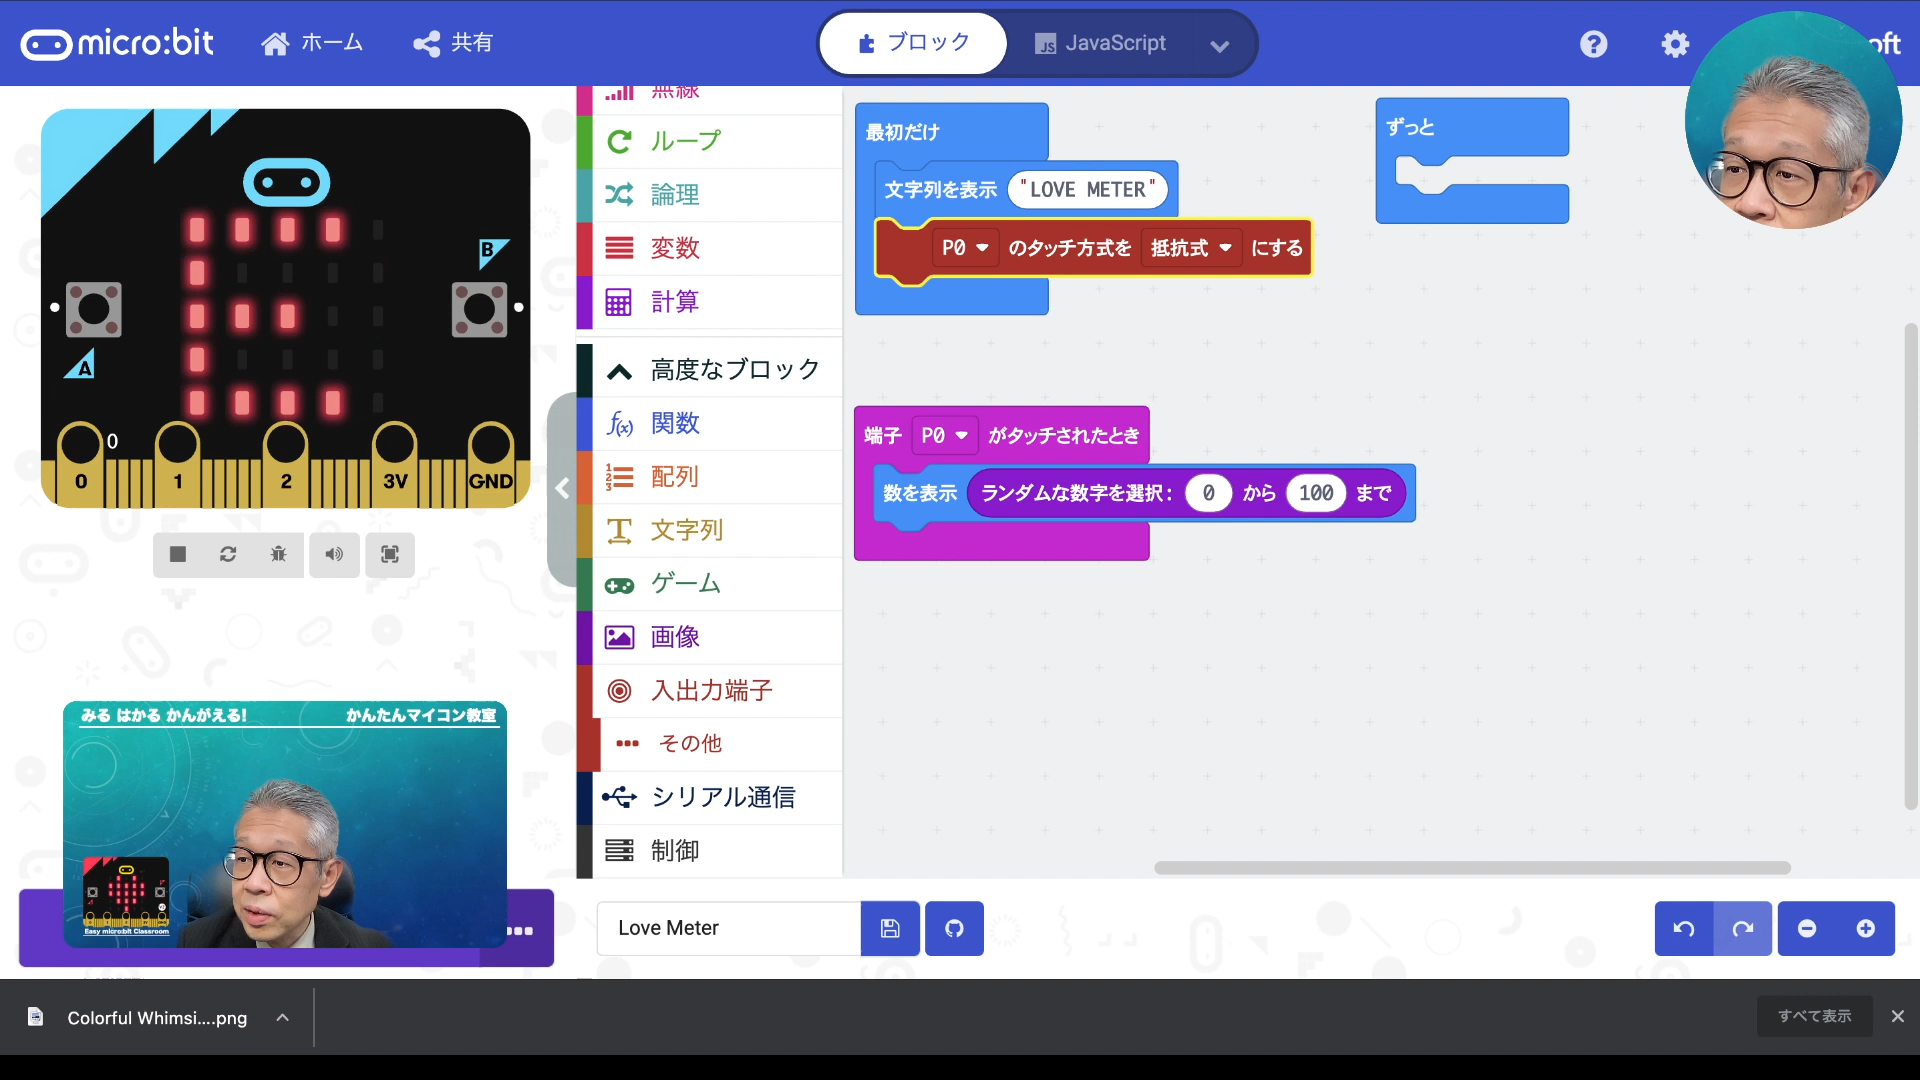 micro:bit
ホーム
共有
ブロック
JS JavaScript
oft
無線
ループ
論理
変数
計算
高度なブロック
関数
配列
文字列
ゲーム
画像
入出力端子
その他
シリアル通信
制御
最初だけ
文字列を表示 "LOVE METER"
P0 のタッチ方式を 抵抗式 にする
ずっと
端子 P0 がタッチされたとき
数を表示 ランダムな数字を選択： 0 から 100 まで
B
A
0
0 1 2 3V GND
みる はかる かんがえる! かんたんマイコン教室
Easy micro:bit Classroom
Love Meter
Colorful Whimsi....png
すべて表示